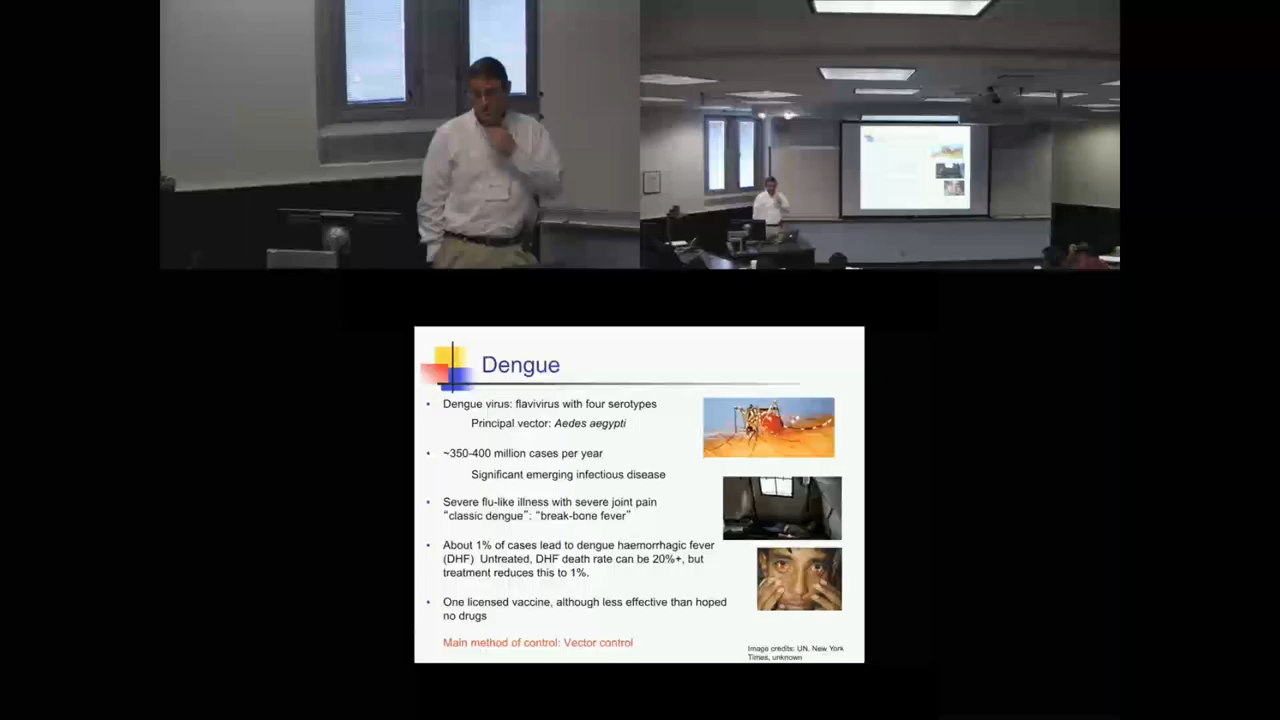 Dengue
• Dengue virus: flavivirus with four serotypes
Principal vector: Aedes aegypti
• ~350-400 million cases per year
Significant emerging infectious disease
• Severe flu-like illness with severe joint pain
“classic dengue”: “break-bone fever”
• About 1% of cases lead to dengue haemorrhagic fever
(DHF) Untreated, DHF death rate can be 20%+, but
treatment reduces this to 1%.
• One licensed vaccine, although less effective than hoped
no drugs
Main method of control: Vector control
Image credits: UN, New York
Times, unknown